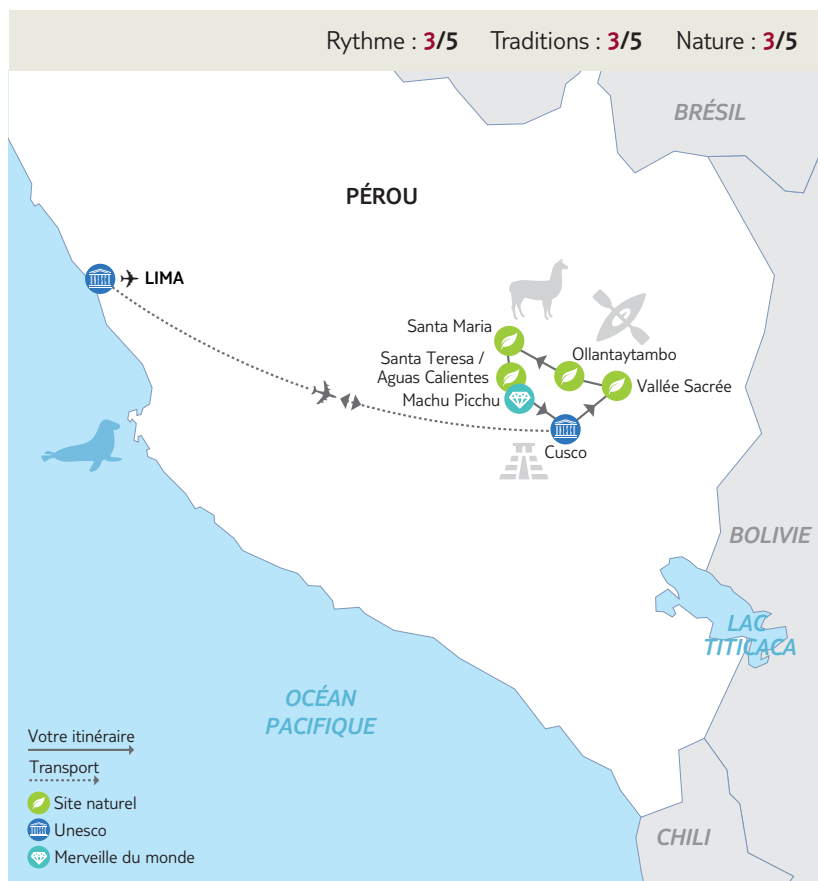 Rythme : 3/5 Traditions : 3/5 Nature : 3/5
BRÉSIL
PÉROU
LIMA
Santa Maria
Ollantaytambo
Santa Teresa /
Aguas Calientes
Vallée Sacrée
Machu Picchu
Cusco
BOLIVIE
LAC
TITICACA
OCÉAN
PACIFIQUE
Votre itinéraire
Transport
Site naturel
Unesco
Merveille du monde
CHILI